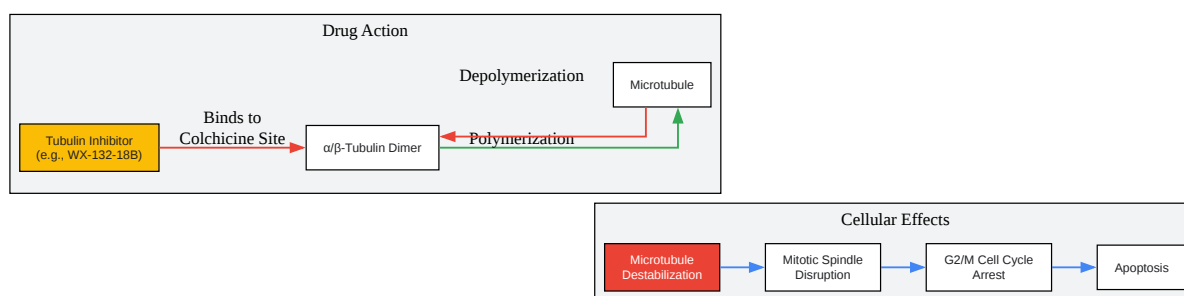 Drug Action
Depolymerization
Microtubule
Binds to
Colchicine Site
Tubulin Inhibitor
(e.g., WX-132-18B)
α/β-Tubulin Dimer
Polymerization
Cellular Effects
Microtubule
Destabilization
Mitotic Spindle
Disruption
G2/M Cell Cycle
Arrest
Apoptosis